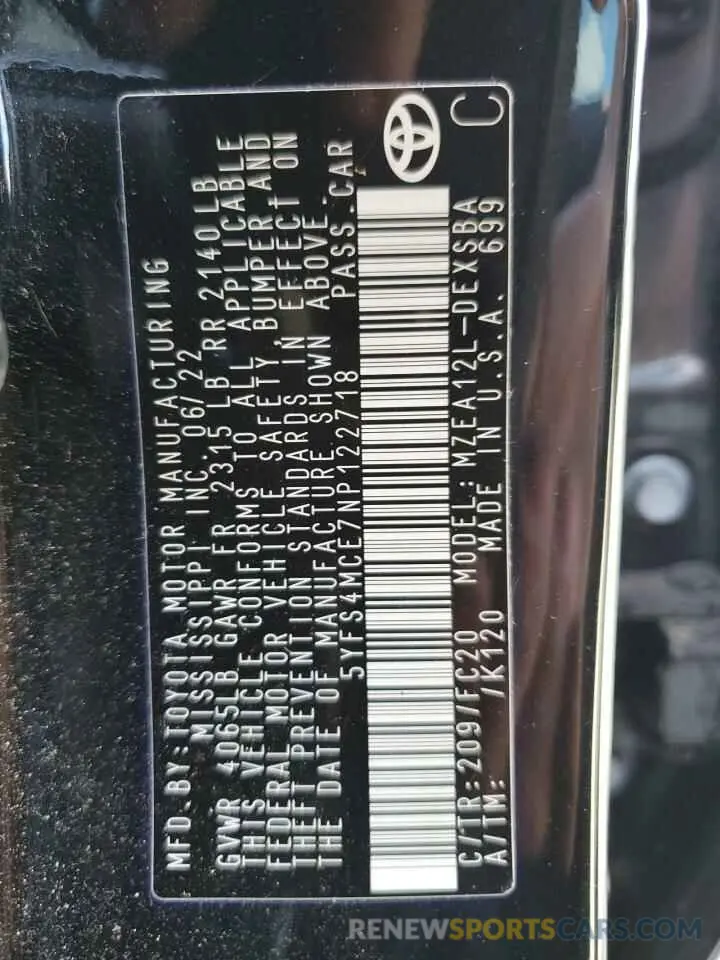 MFD.BY:TOYOTA MOTOR MANUFACTURING
MISSISSIPPI INC. 06/22
GVWR 4065LB GAWR FR 2315 LB RR 2140LB
THIS VEHICLE CONFORMS TO ALL APPLICABLE
FEDERAL MOTOR VEHICLE SAFETY, BUMPER AND
THEFT PREVENTION STANDARDS IN EFFECT ON
THE DATE OF MANUFACTURE SHOWN ABOVE.
5YFS4MCE7NP122718 PASS.CAR
C/TR:209/FC20 MODEL:MZEA12L-DEXSBA
A/TM: /K120 MADE IN U.S.A. 699
C
RENEWSPORTSCARS.COM